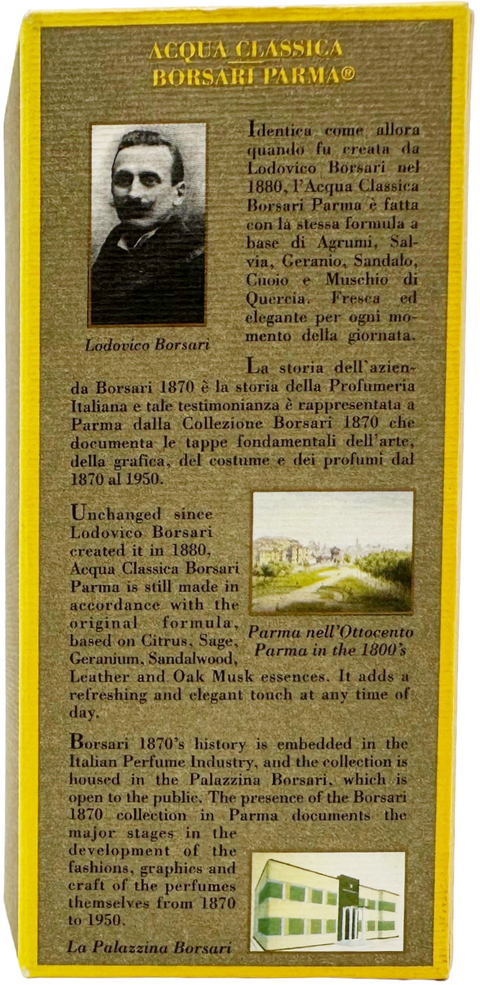 ACQUA CLASSICA
BORSARI PARMA®
Identica come allora
quando fu creata da
Lodovico Borsari nel
1880, l'Acqua Classica
Borsari Parma è fatta
con la stessa formula a
base di Agrumi, Sal-
via, Geranio, Sandalo,
Cuoio e Muschio di
Quercia. Fresca ed
elegante per ogni mo-
mento della giornata.
Lodovico Borsari
La storia dell'azien-
da Borsari 1870 è la storia della Profumeria
Italiana e tale testimonianza è rappresentata a
Parma dalla Collezione Borsari 1870 che
documenta le tappe fondamentali dell'arte,
della grafica, del costume e dei profumi dal
1870 al 1950.
Unchanged since
Lodovico Borsari
created it in 1880,
Acqua Classica Borsari
Parma is still made in
accordance with the
original formula,
based on Citrus, Sage,
Geranium, Sandalwood,
Parma nell'Ottocento
Parma in the 1800's
Leather and Oak Musk essences. It adds a
refreshing and elegant touch at any time of
day.
Borsari 1870's history is embedded in the
Italian Perfume Industry, and the collection is
housed in the Palazzina Borsari, which is
open to the public. The presence of the Borsari
1870 collection in Parma documents the
major stages in the
development of the
fashions, graphics and
craft of the perfumes
themselves from 1870
to 1950.
La Palazzina Borsari